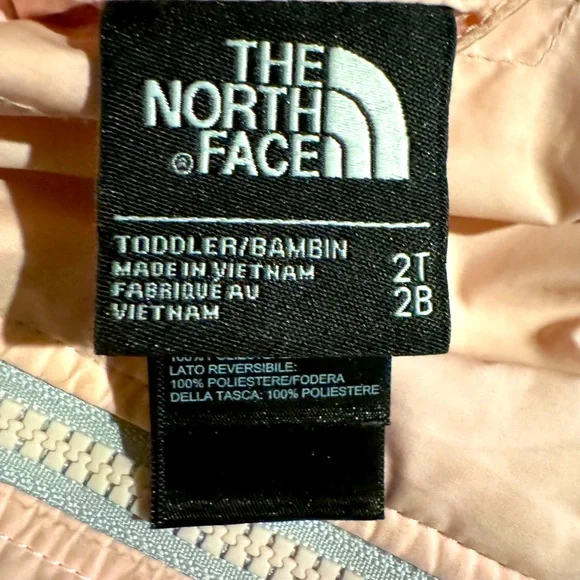 THE
NORTH
FACE
®
TODDLER/BAMBIN
MADE IN VIETNAM
FABRIQUÉ AU
VIETNAM
2T
2B
LATO REVERSIBILE:
100% POLIESTERE/FODERA
DELLA TASCA: 100% POLIESTERE